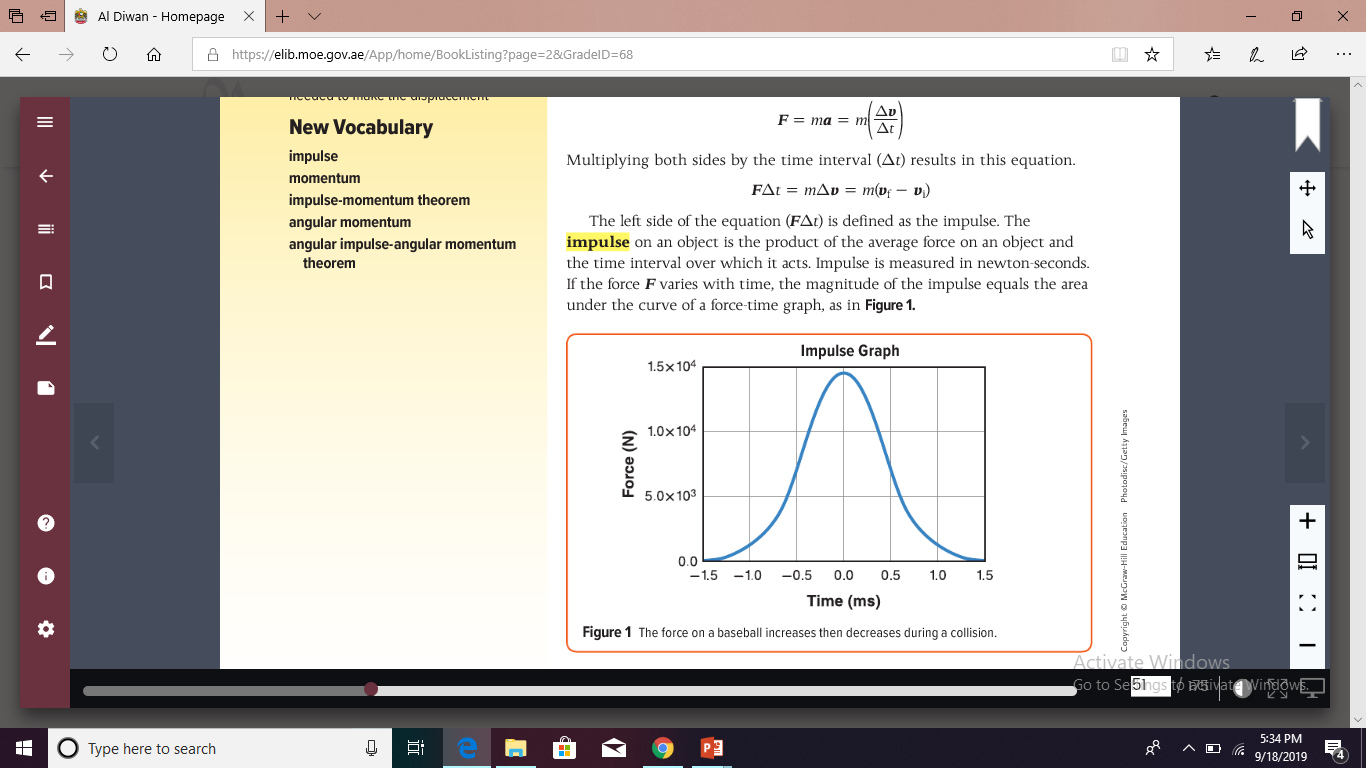 Al Diwan - Homepage
https://elib.moe.gov.ae/App/home/BookListing?page=2&GradeID=68
needed to make the displacement
New Vocabulary
impulse
momentum
impulse-momentum theorem
angular momentum
angular impulse-angular momentum
theorem
F = ma = m(Δv/Δt)
Multiplying both sides by the time interval (Δt) results in this equation.
FΔt = mΔv = m(vf − vi)
The left side of the equation (FΔt) is defined as the impulse. The
impulse on an object is the product of the average force on an object and
the time interval over which it acts. Impulse is measured in newton-seconds.
If the force F varies with time, the magnitude of the impulse equals the area
under the curve of a force-time graph, as in Figure 1.
Impulse Graph
1.5×10⁴
1.0×10⁴
5.0×10³
0.0
Force (N)
−1.5 −1.0 −0.5 0.0 0.5 1.0 1.5
Time (ms)
Figure 1 The force on a baseball increases then decreases during a collision.
Copyright © McGraw-Hill Education Photodisc/Getty Images
Activate Windows
Go to Settings to activate Windows.
51 / 175
Type here to search
5:34 PM
9/18/2019
4